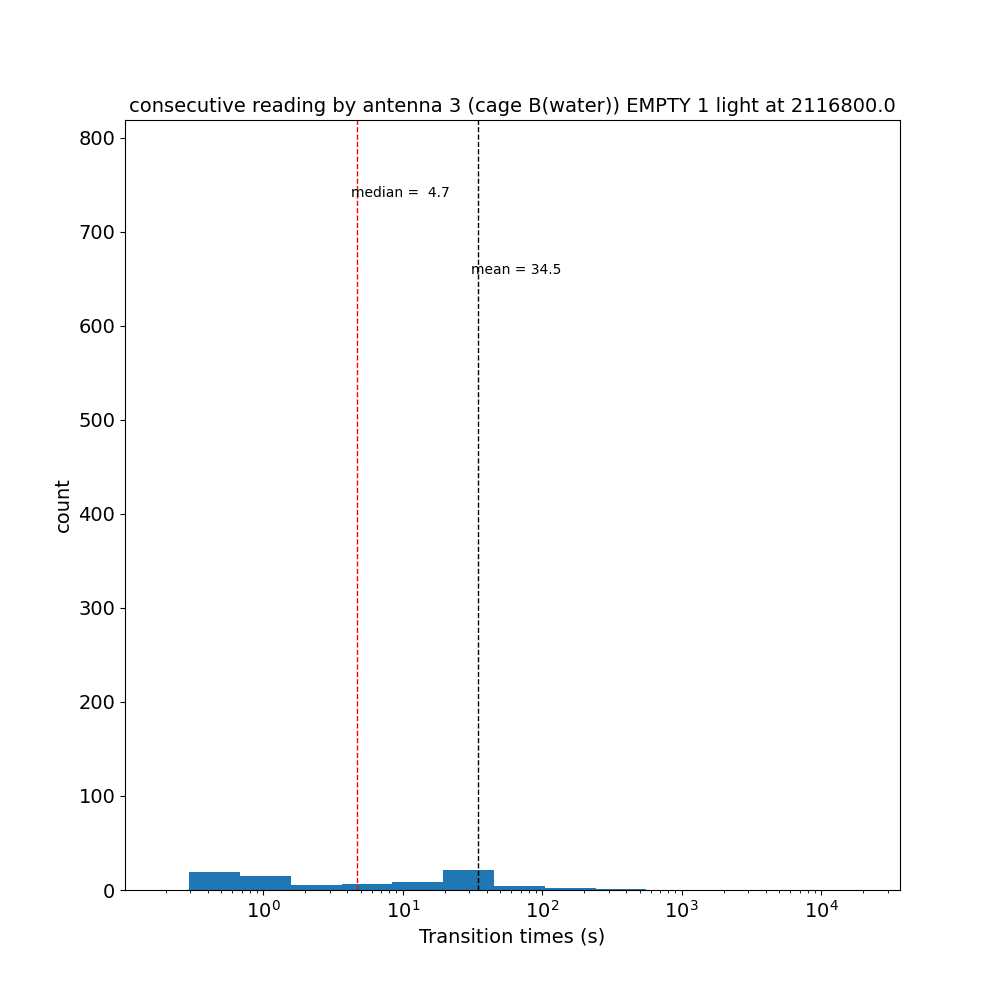 consecutive reading by antenna 3 (cage B(water)) EMPTY 1 light at 2116800.0
800
median =  4.7
700
mean = 34.5
600
500
count
400
300
200
100
0
10^0 10^1 10^2 10^3 10^4
Transition times (s)